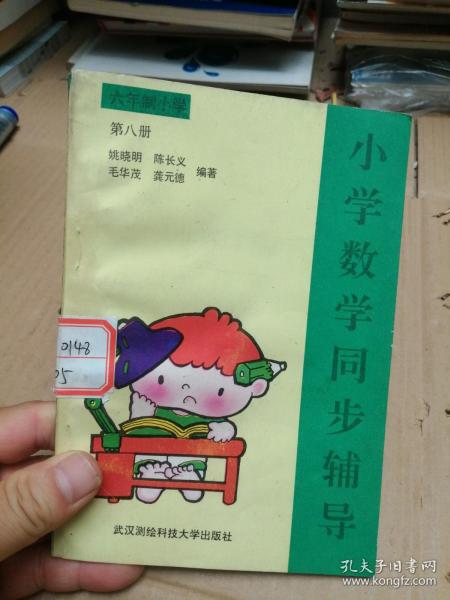 六年制小学
第八册
姚晓明 陈长义
毛华茂 龚元德 编著
小学数学同步辅导
0148
05
武汉测绘科技大学出版社
孔夫子旧书网
www.kongfz.com